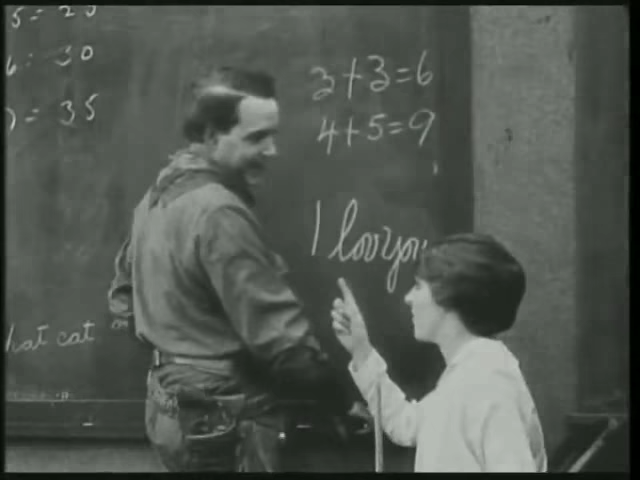 5 = 25
6 = 30
7 = 35
3+3=6
4+5=9
I love you
hat cat